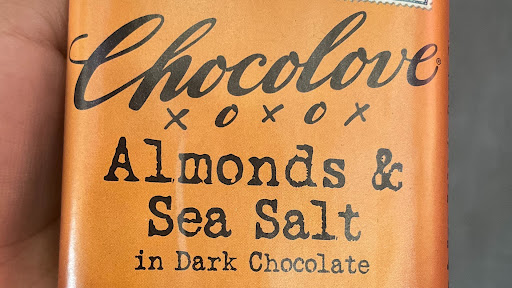 Chocolove®
xoxox
Almonds &
Sea Salt
in Dark Chocolate